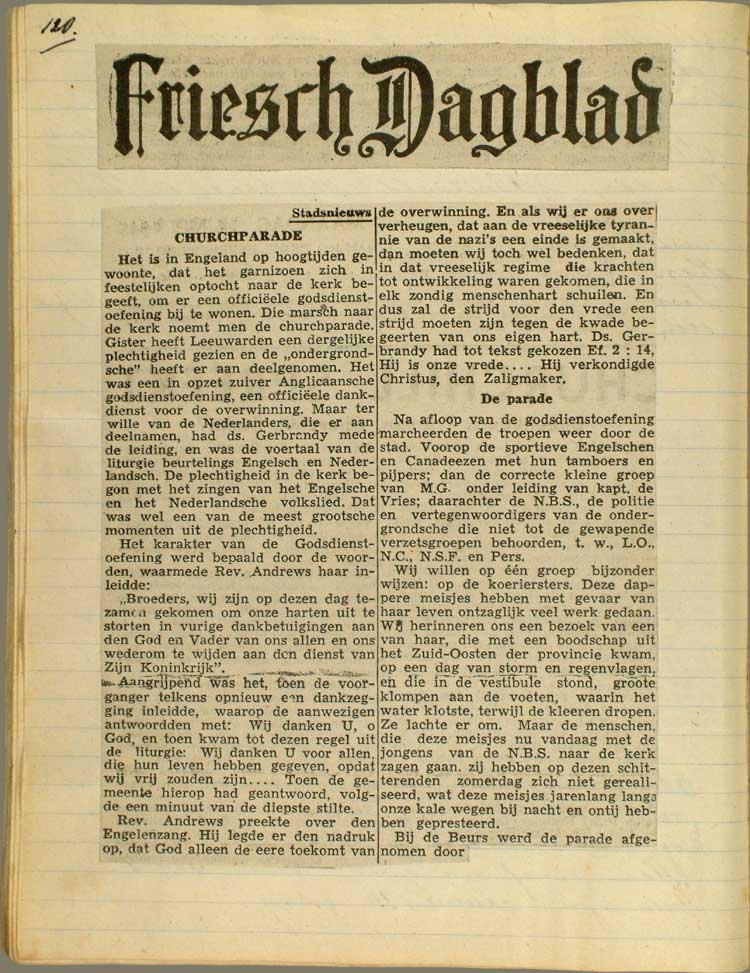 120.
Friesch Dagblad
Stadsnieuws
CHURCHPARADE
Het is in Engeland op hoogtijden ge-
woonte, dat het garnizoen zich in
feestelijken optocht naar de kerk be-
geeft, om er een officiëele godsdienst-
oefening bij te wonen. Die marsch naar
de kerk noemt men de churchparade.
Gister heeft Leeuwarden een dergelijke
plechtigheid gezien en de „ondergrond-
sche" heeft er aan deelgenomen. Het
was een in opzet zuiver Anglicaansche
godsdienstoefening, een officiëele dank-
dienst voor de overwinning. Maar ter
wille van de Nederlanders, die er aan
deelnamen, had ds. Gerbrandy mede
de leiding, en was de voertaal van de
liturgie beurtelings Engelsch en Neder-
landsch. De plechtigheid in de kerk be-
gon met het zingen van het Engelsche
en het Nederlandsche volkslied. Dat
was wel een van de meest grootsche
momenten uit de plechtigheid.
Het karakter van de Godsdienst-
oefening werd bepaald door de woor-
den, waarmede Rev. Andrews haar in-
leidde:
„Broeders, wij zijn op dezen dag te-
zamen gekomen om onze harten uit te
storten in vurige dankbetuigingen aan
den God en Vader van ons allen en ons
wederom te wijden aan den dienst van
Zijn Koninkrijk".
Aangrijpend was het, toen de voor-
ganger telkens opnieuw een dankzeg-
ging inleidde, waarop de aanwezigen
antwoordden met: Wij danken U, o
God, en toen kwam tot dezen regel uit
de liturgie: Wij danken U voor allen,
die hun leven hebben gegeven, opdat
wij vrij zouden zijn.... Toen de ge-
meente hierop had geantwoord, volg-
de een minuut van de diepste stilte.
Rev. Andrews preekte over den
Engelenzang. Hij legde er den nadruk
op, dat God alleen de eere toekomt van
de overwinning. En als wij er ons over
verheugen, dat aan de vreeselijke tyran-
nie van de nazi's een einde is gemaakt,
dan moeten wij toch wel bedenken, dat
in dat vreeselijk regime die krachten
tot ontwikkeling waren gekomen, die in
elk zondig menschenhart schuilen. En
dus zal de strijd voor den vrede een
strijd moeten zijn tegen de kwade be-
geerten van ons eigen hart. Ds. Ger-
brandy had tot tekst gekozen Ef. 2 : 14,
Hij is onze vrede.... Hij verkondigde
Christus, den Zaligmaker.
De parade
Na afloop van de godsdienstoefening
marcheerden de troepen weer door de
stad. Voorop de sportieve Engelschen
en Canadeezen met hun tamboers en
pijpers; dan de correcte kleine groep
van M.G. onder leiding van kapt. de
Vries; daarachter de N.B.S., de politie
en vertegenwoordigers van de onder-
grondsche die niet tot de gewapende
verzetsgroepen behoorden, t. w., L.O.,
N.C., N.S.F. en Pers.
Wij willen op één groep bijzonder
wijzen: op de koeriersters. Deze dap-
pere meisjes hebben met gevaar van
haar leven ontzaglijk veel werk gedaan.
Wij herinneren ons een bezoek van een
van haar, die met een boodschap uit
het Zuid-Oosten der provincie kwam,
op een dag van storm en regenvlagen,
en die in de vestibule stond, groote
klompen aan de voeten, waarin het
water klotste, terwijl de kleeren dropen.
Ze lachte er om. Maar de menschen,
die deze meisjes nu vandaag met de
jongens van de N.B.S. naar de kerk
zagen gaan. zij hebben op dezen schit-
terenden zomerdag zich niet gereali-
seerd, wat deze meisjes jarenlang langs
onze kale wegen bij nacht en ontij heb-
ben gepresteerd.
Bij de Beurs werd de parade afge-
nomen door